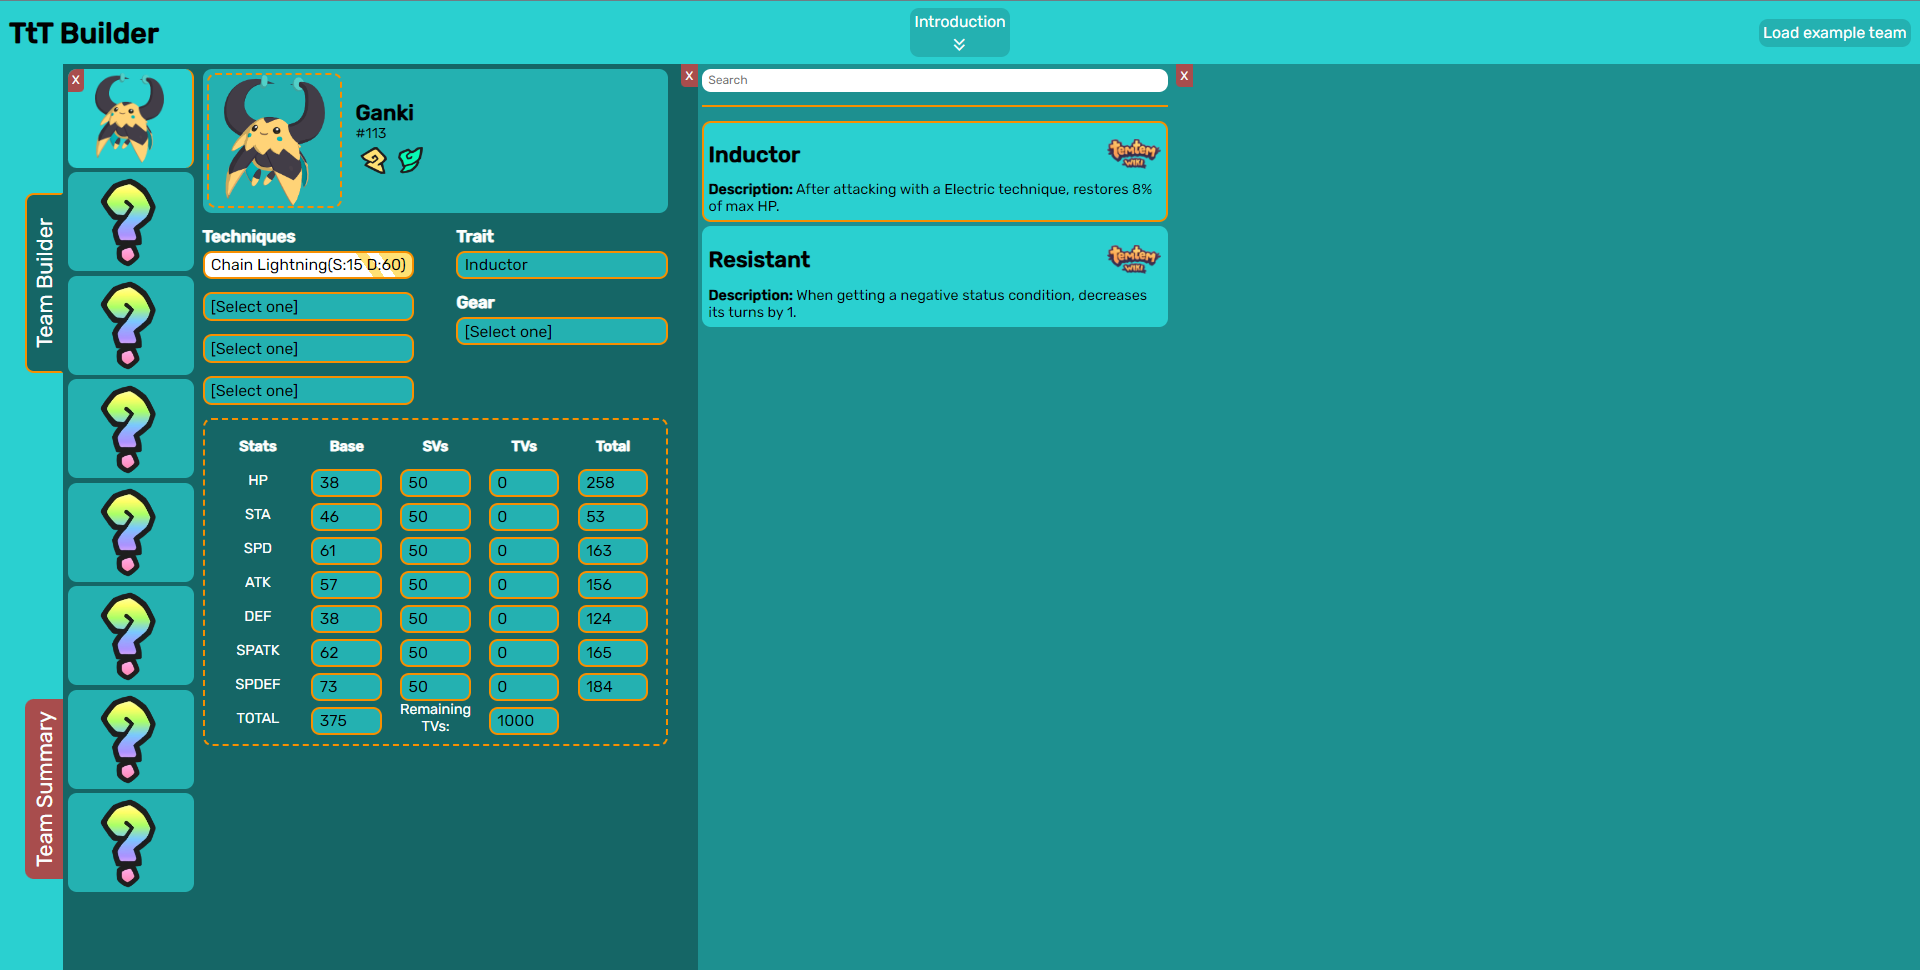 TtT Builder
Introduction
Load example team
X
Team Builder
Team Summary
Ganki
#113
Techniques
Chain Lightning(S:15 D:60)
[Select one]
[Select one]
[Select one]
Trait
Inductor
Gear
[Select one]
Stats Base SVs TVs Total
HP 38 50 0 258
STA 46 50 0 53
SPD 61 50 0 163
ATK 57 50 0 156
DEF 38 50 0 124
SPATK 62 50 0 165
SPDEF 73 50 0 184
TOTAL 375 Remaining TVs: 1000
X
Search
X
Inductor
temtem
WIKI
Description: After attacking with a Electric technique, restores 8%
of max HP.
Resistant
temtem
WIKI
Description: When getting a negative status condition, decreases
its turns by 1.